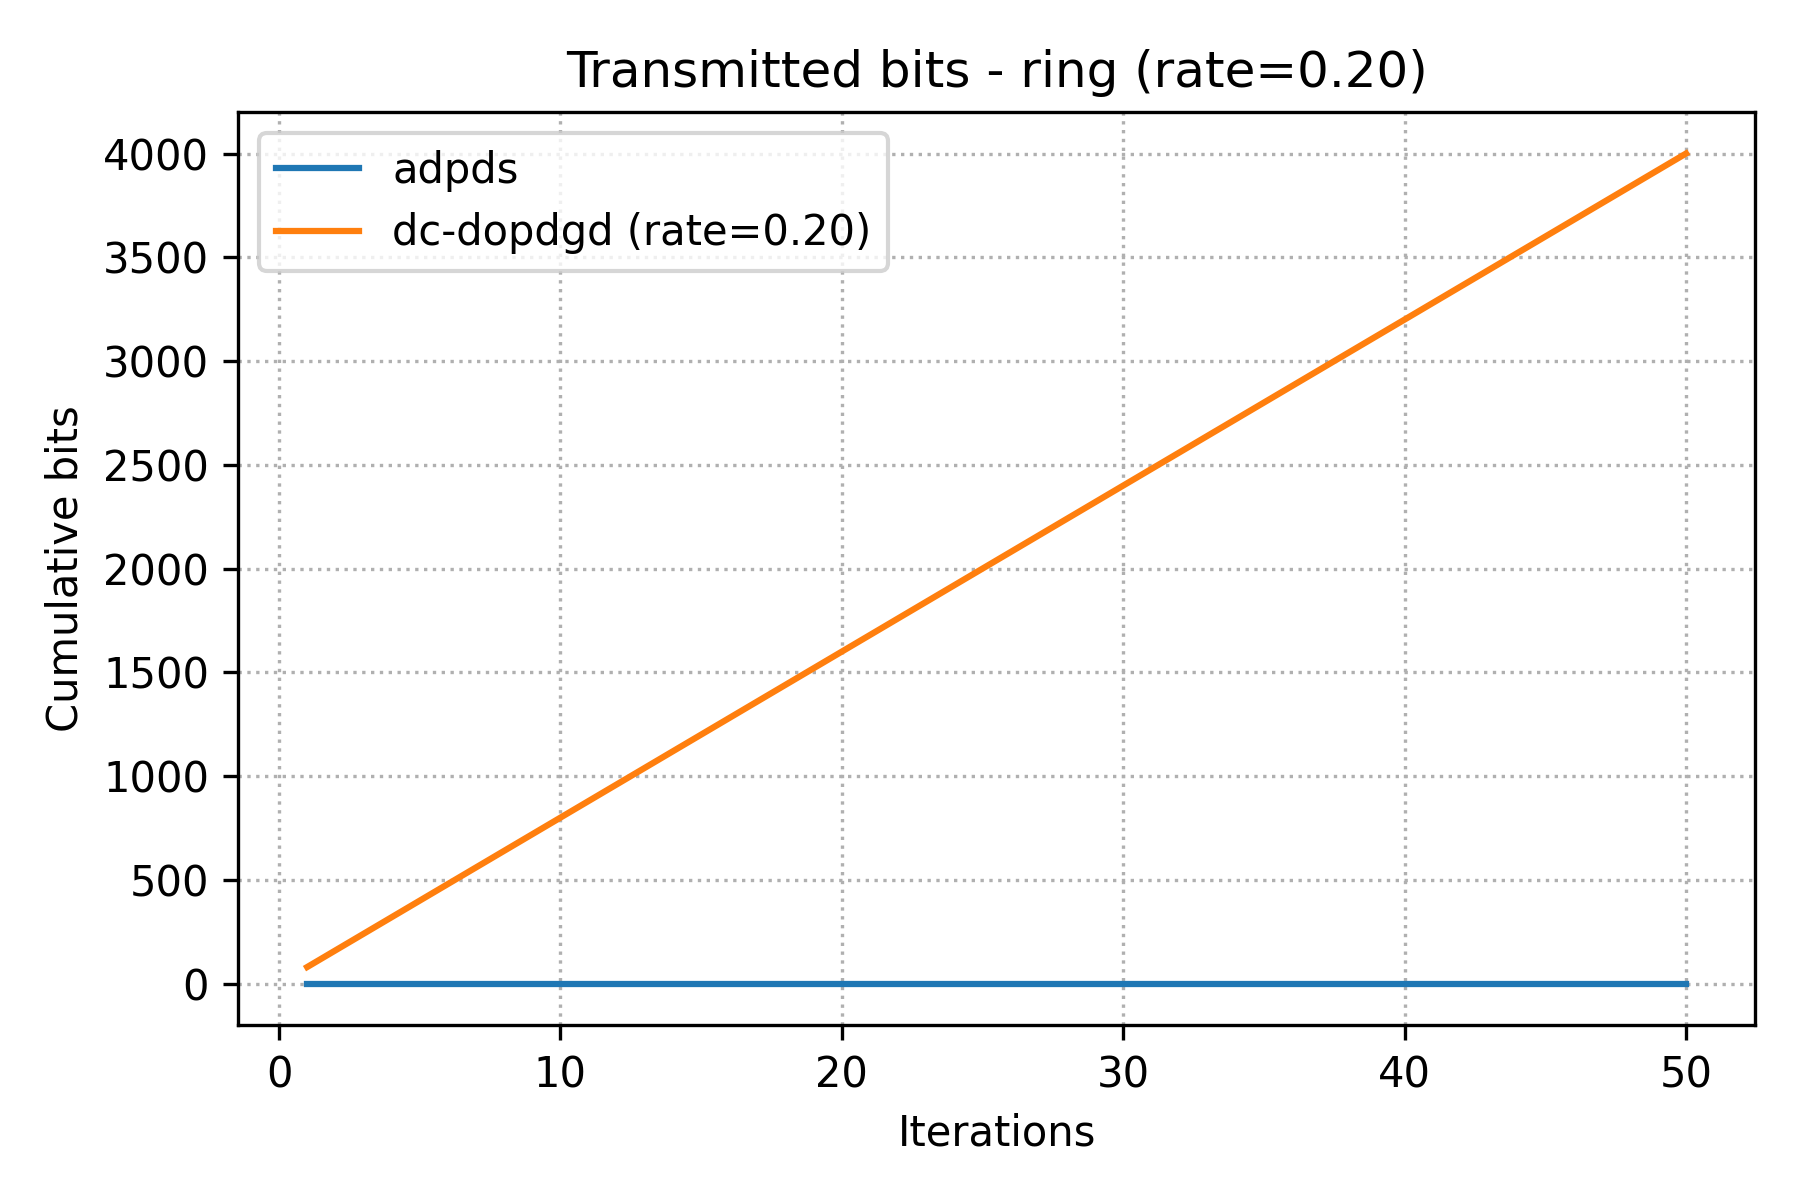 Transmitted bits - ring (rate=0.20)
adpds
dc-dopdgd (rate=0.20)
Cumulative bits
4000
3500
3000
2500
2000
1500
1000
500
0
0 10 20 30 40 50
Iterations